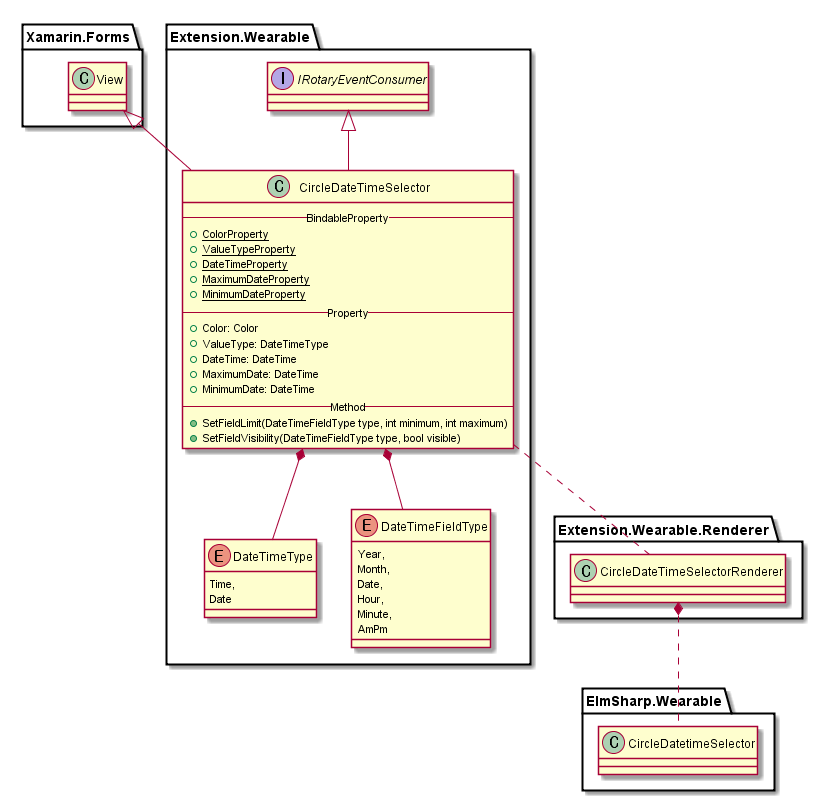 Xamarin.Forms
C View
Extension.Wearable
I IRotaryEventConsumer
C CircleDateTimeSelector
BindableProperty
ColorProperty
ValueTypeProperty
DateTimeProperty
MaximumDateProperty
MinimumDateProperty
Property
Color: Color
ValueType: DateTimeType
DateTime: DateTime
MaximumDate: DateTime
MinimumDate: DateTime
Method
SetFieldLimit(DateTimeFieldType type, int minimum, int maximum)
SetFieldVisibility(DateTimeFieldType type, bool visible)
E DateTimeType
Time,
Date
E DateTimeFieldType
Year,
Month,
Date,
Hour,
Minute,
AmPm
Extension.Wearable.Renderer
C CircleDateTimeSelectorRenderer
ElmSharp.Wearable
C CircleDatetimeSelector